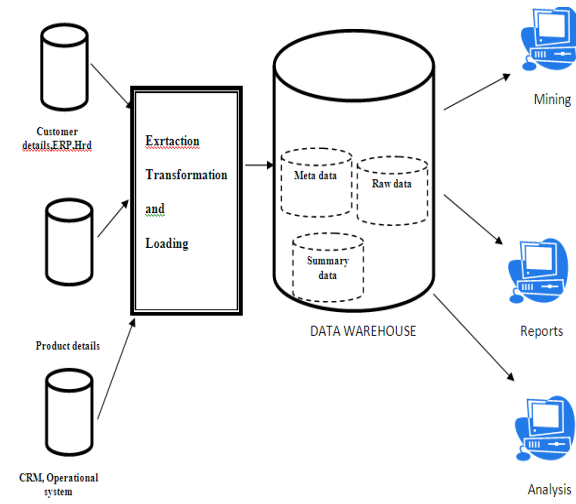 Customer
details,ERP,Hrd
Product details
CRM, Operational
system
Exrtaction
Transformation
and
Loading
Meta data
Raw data
Summary
data
DATA WAREHOUSE
Mining
Reports
Analysis